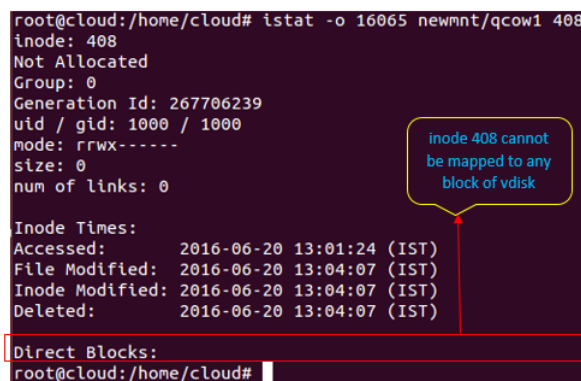 root@cloud:/home/cloud# istat -o 16065 newmnt/qcow1 408
inode: 408
Not Allocated
Group: 0
Generation Id: 267706239
uid / gid: 1000 / 1000
mode: rrwx------
size: 0
num of links: 0
inode 408 cannot
be mapped to any
block of vdisk
Inode Times:
Accessed: 2016-06-20 13:01:24 (IST)
File Modified: 2016-06-20 13:04:07 (IST)
Inode Modified: 2016-06-20 13:04:07 (IST)
Deleted: 2016-06-20 13:04:07 (IST)
Direct Blocks:
root@cloud:/home/cloud#